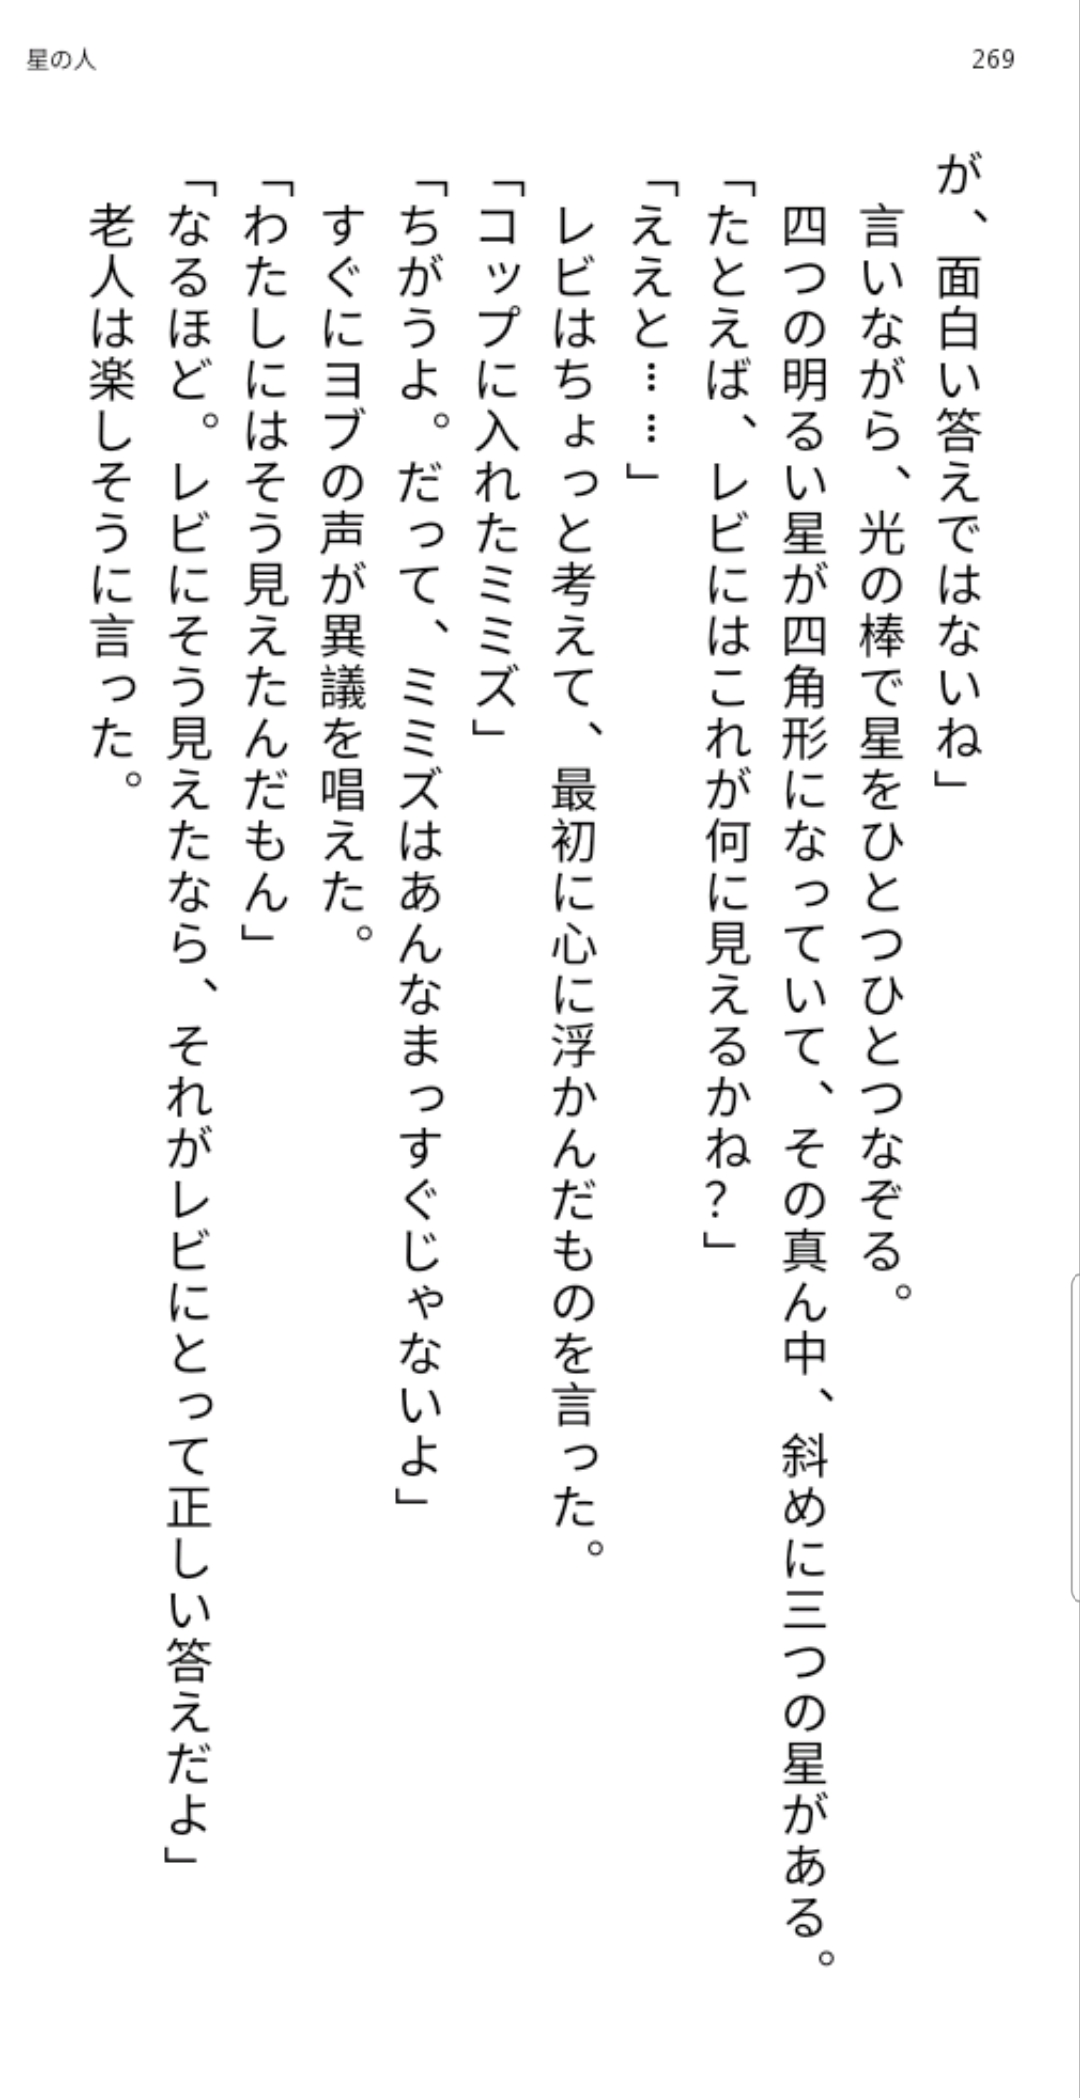 星の人
269
が、面白い答えではないね」
言いながら、光の棒で星をひとつひとつなぞる。
四つの明るい星が四角形になっていて、その真ん中、斜めに三つの星がある。
「たとえば、レビにはこれが何に見えるかね？」
「ええと……」
レビはちょっと考えて、最初に心に浮かんだものを言った。
「コップに入れたミミズ」
「ちがうよ。だって、ミミズはあんなまっすぐじゃないよ」
すぐにヨブの声が異議を唱えた。
「わたしにはそう見えたんだもん」
「なるほど。レビにそう見えたなら、それがレビにとって正しい答えだよ」
老人は楽しそうに言った。